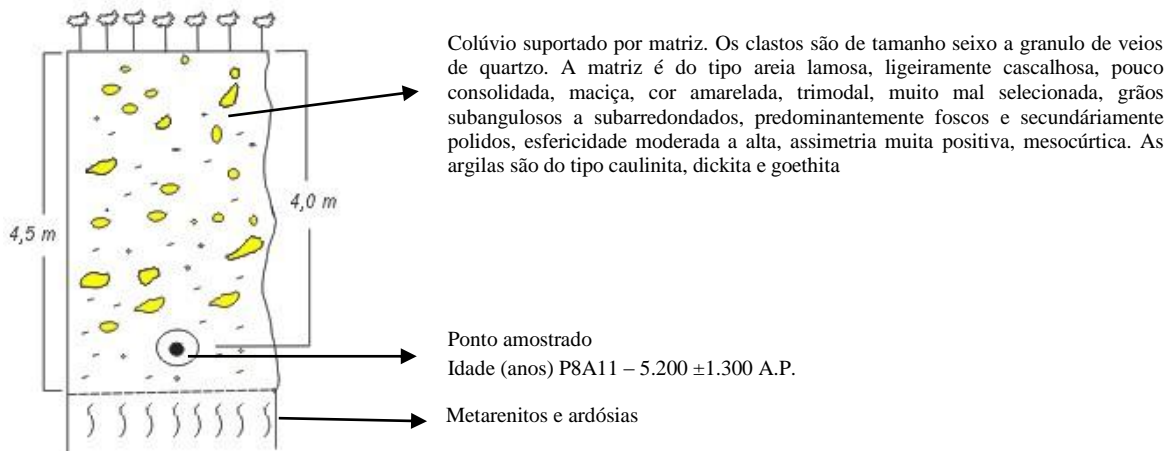 Colúvio suportado por matriz. Os clastos são de tamanho seixo a granulo de veios
de quartzo. A matriz é do tipo areia lamosa, ligeiramente cascalhosa, pouco
consolidada, maciça, cor amarelada, trimodal, muito mal selecionada, grãos
subangulosos a subarredondados, predominantemente foscos e secundáriamente
polidos, esfericidade moderada a alta, assimetria muita positiva, mesocúrtica. As
argilas são do tipo caulinita, dickita e goethita
4,0 m
4,5 m
Ponto amostrado
Idade (anos) P8A11 – 5.200 ±1.300 A.P.
Metarenitos e ardósias